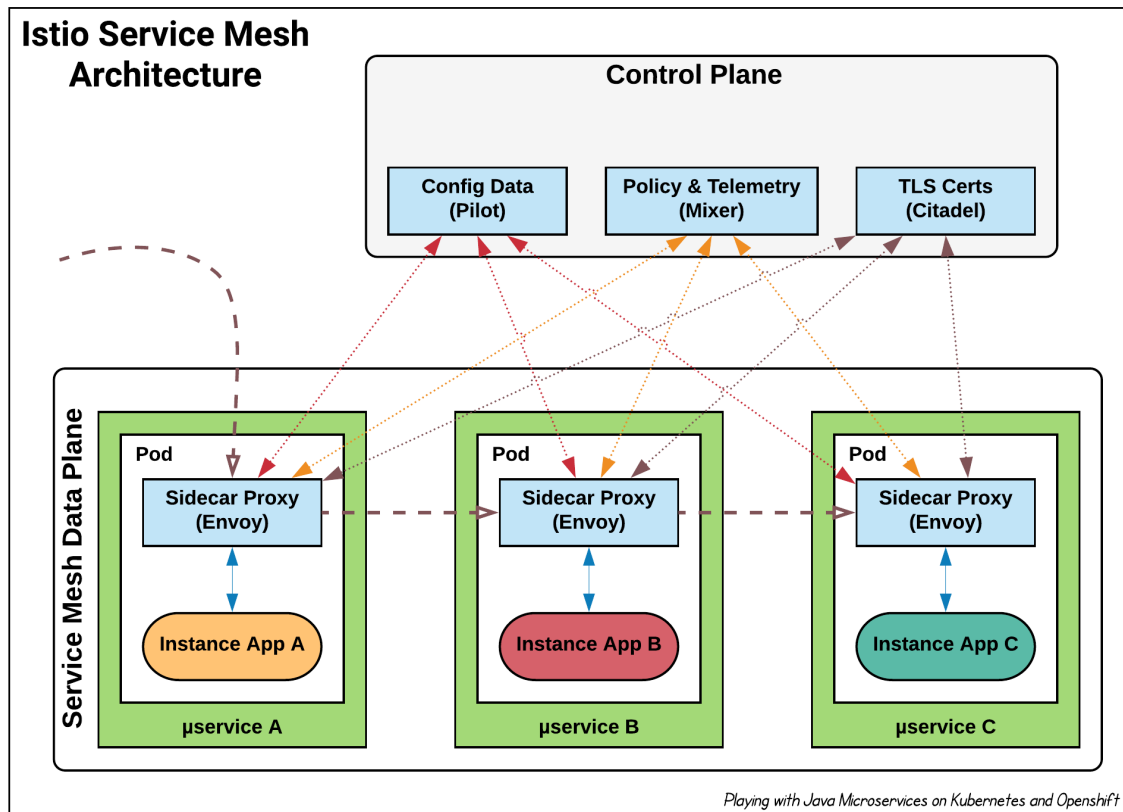 Istio Service Mesh
Architecture
Control Plane
Config Data
(Pilot)
Policy & Telemetry
(Mixer)
TLS Certs
(Citadel)
Service Mesh Data Plane
Pod
Sidecar Proxy
(Envoy)
Instance App A
µservice A
Pod
Sidecar Proxy
(Envoy)
Instance App B
µservice B
Pod
Sidecar Proxy
(Envoy)
Instance App C
µservice C
Playing with Java Microservices on Kubernetes and Openshift